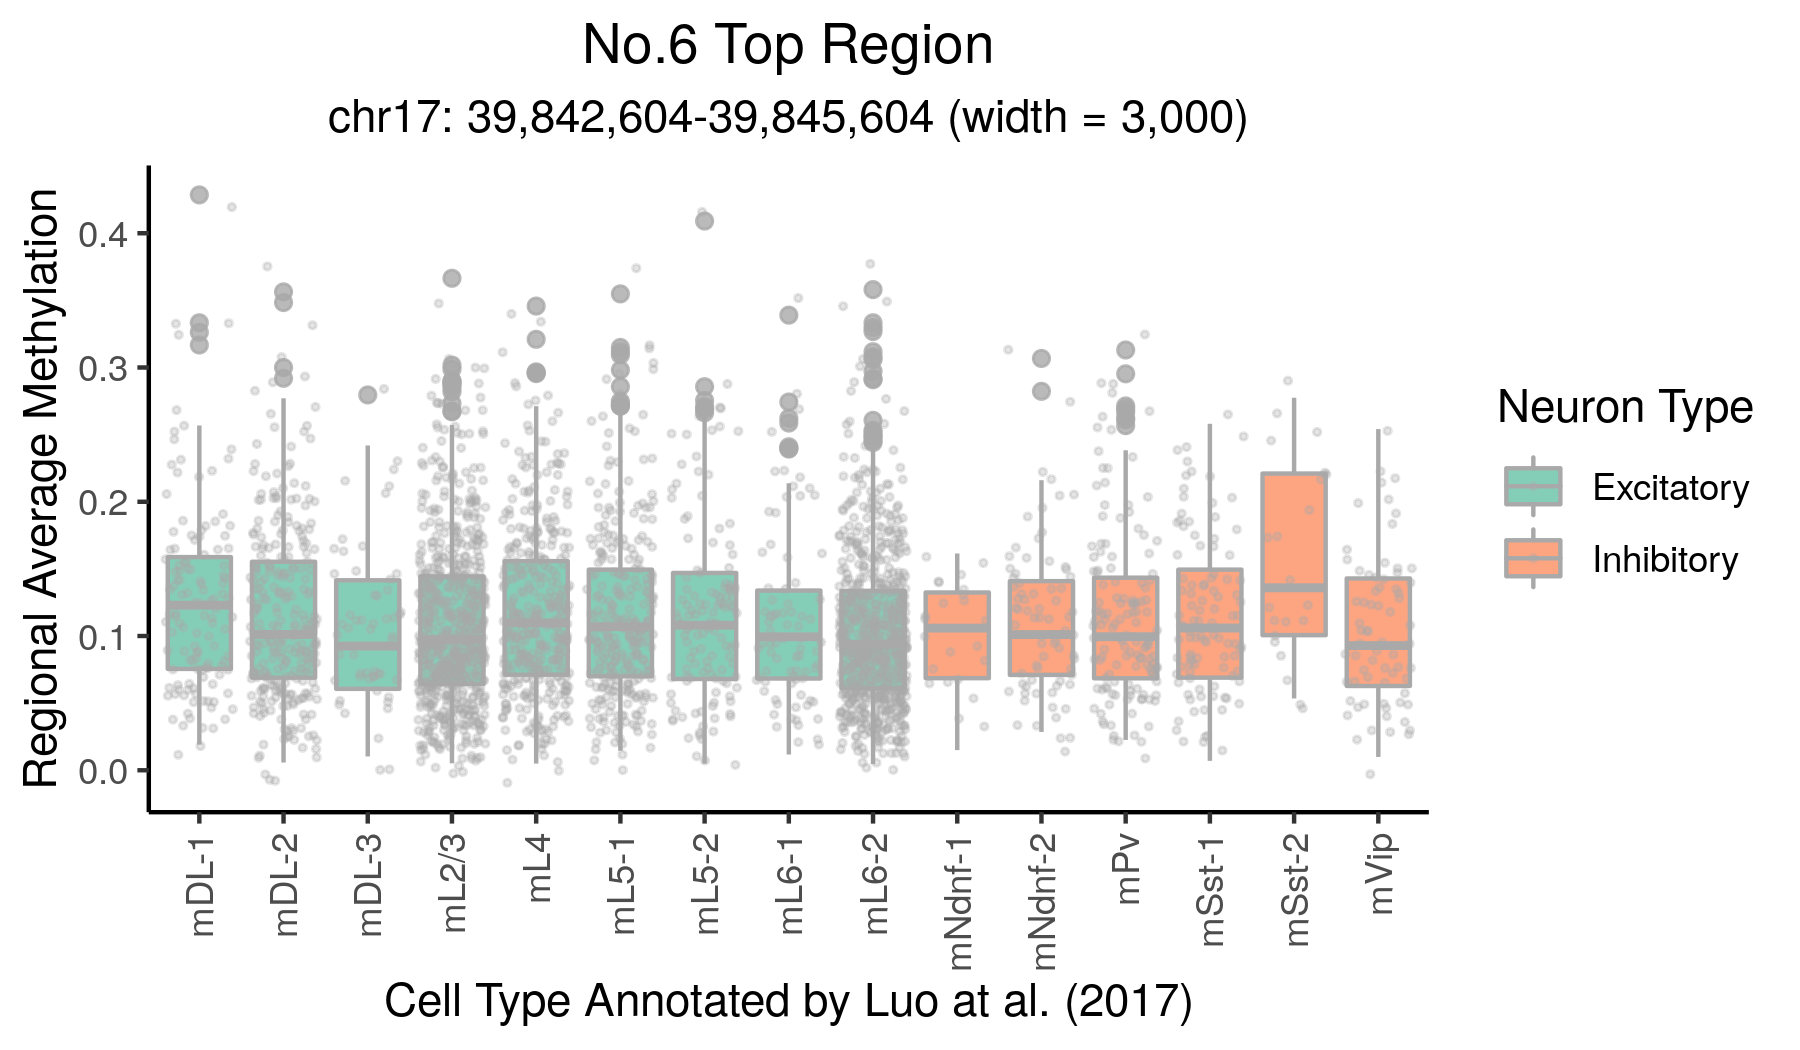 No.6 Top Region
chr17: 39,842,604-39,845,604 (width = 3,000)
Regional Average Methylation
0.4
0.3
0.2
0.1
0.0
mDL-1
mDL-2
mDL-3
mL2/3
mL4
mL5-1
mL5-2
mL6-1
mL6-2
mNdnf-1
mNdnf-2
mPv
mSst-1
mSst-2
mVip
Cell Type Annotated by Luo at al. (2017)
Neuron Type
Excitatory
Inhibitory